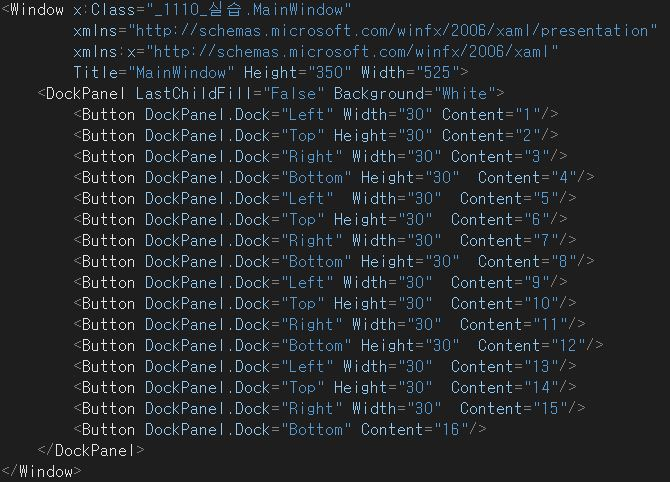 <Window x:Class="_1110_실습.MainWindow"
xmlns="http://schemas.microsoft.com/winfx/2006/xaml/presentation"
xmlns:x="http://schemas.microsoft.com/winfx/2006/xaml"
Title="MainWindow" Height="350" Width="525">
<DockPanel LastChildFill="False" Background="White">
<Button DockPanel.Dock="Left" Width="30" Content="1"/>
<Button DockPanel.Dock="Top" Height="30" Content="2"/>
<Button DockPanel.Dock="Right" Width="30" Content="3"/>
<Button DockPanel.Dock="Bottom" Height="30"  Content="4"/>
<Button DockPanel.Dock="Left"  Width="30"  Content="5"/>
<Button DockPanel.Dock="Top" Height="30"  Content="6"/>
<Button DockPanel.Dock="Right" Width="30"  Content="7"/>
<Button DockPanel.Dock="Bottom" Height="30"  Content="8"/>
<Button DockPanel.Dock="Left" Width="30"  Content="9"/>
<Button DockPanel.Dock="Top" Height="30"  Content="10"/>
<Button DockPanel.Dock="Right" Width="30"  Content="11"/>
<Button DockPanel.Dock="Bottom" Height="30"  Content="12"/>
<Button DockPanel.Dock="Left" Width="30"  Content="13"/>
<Button DockPanel.Dock="Top" Height="30"  Content="14"/>
<Button DockPanel.Dock="Right" Width="30"  Content="15"/>
<Button DockPanel.Dock="Bottom" Content="16"/>
</DockPanel>
</Window>